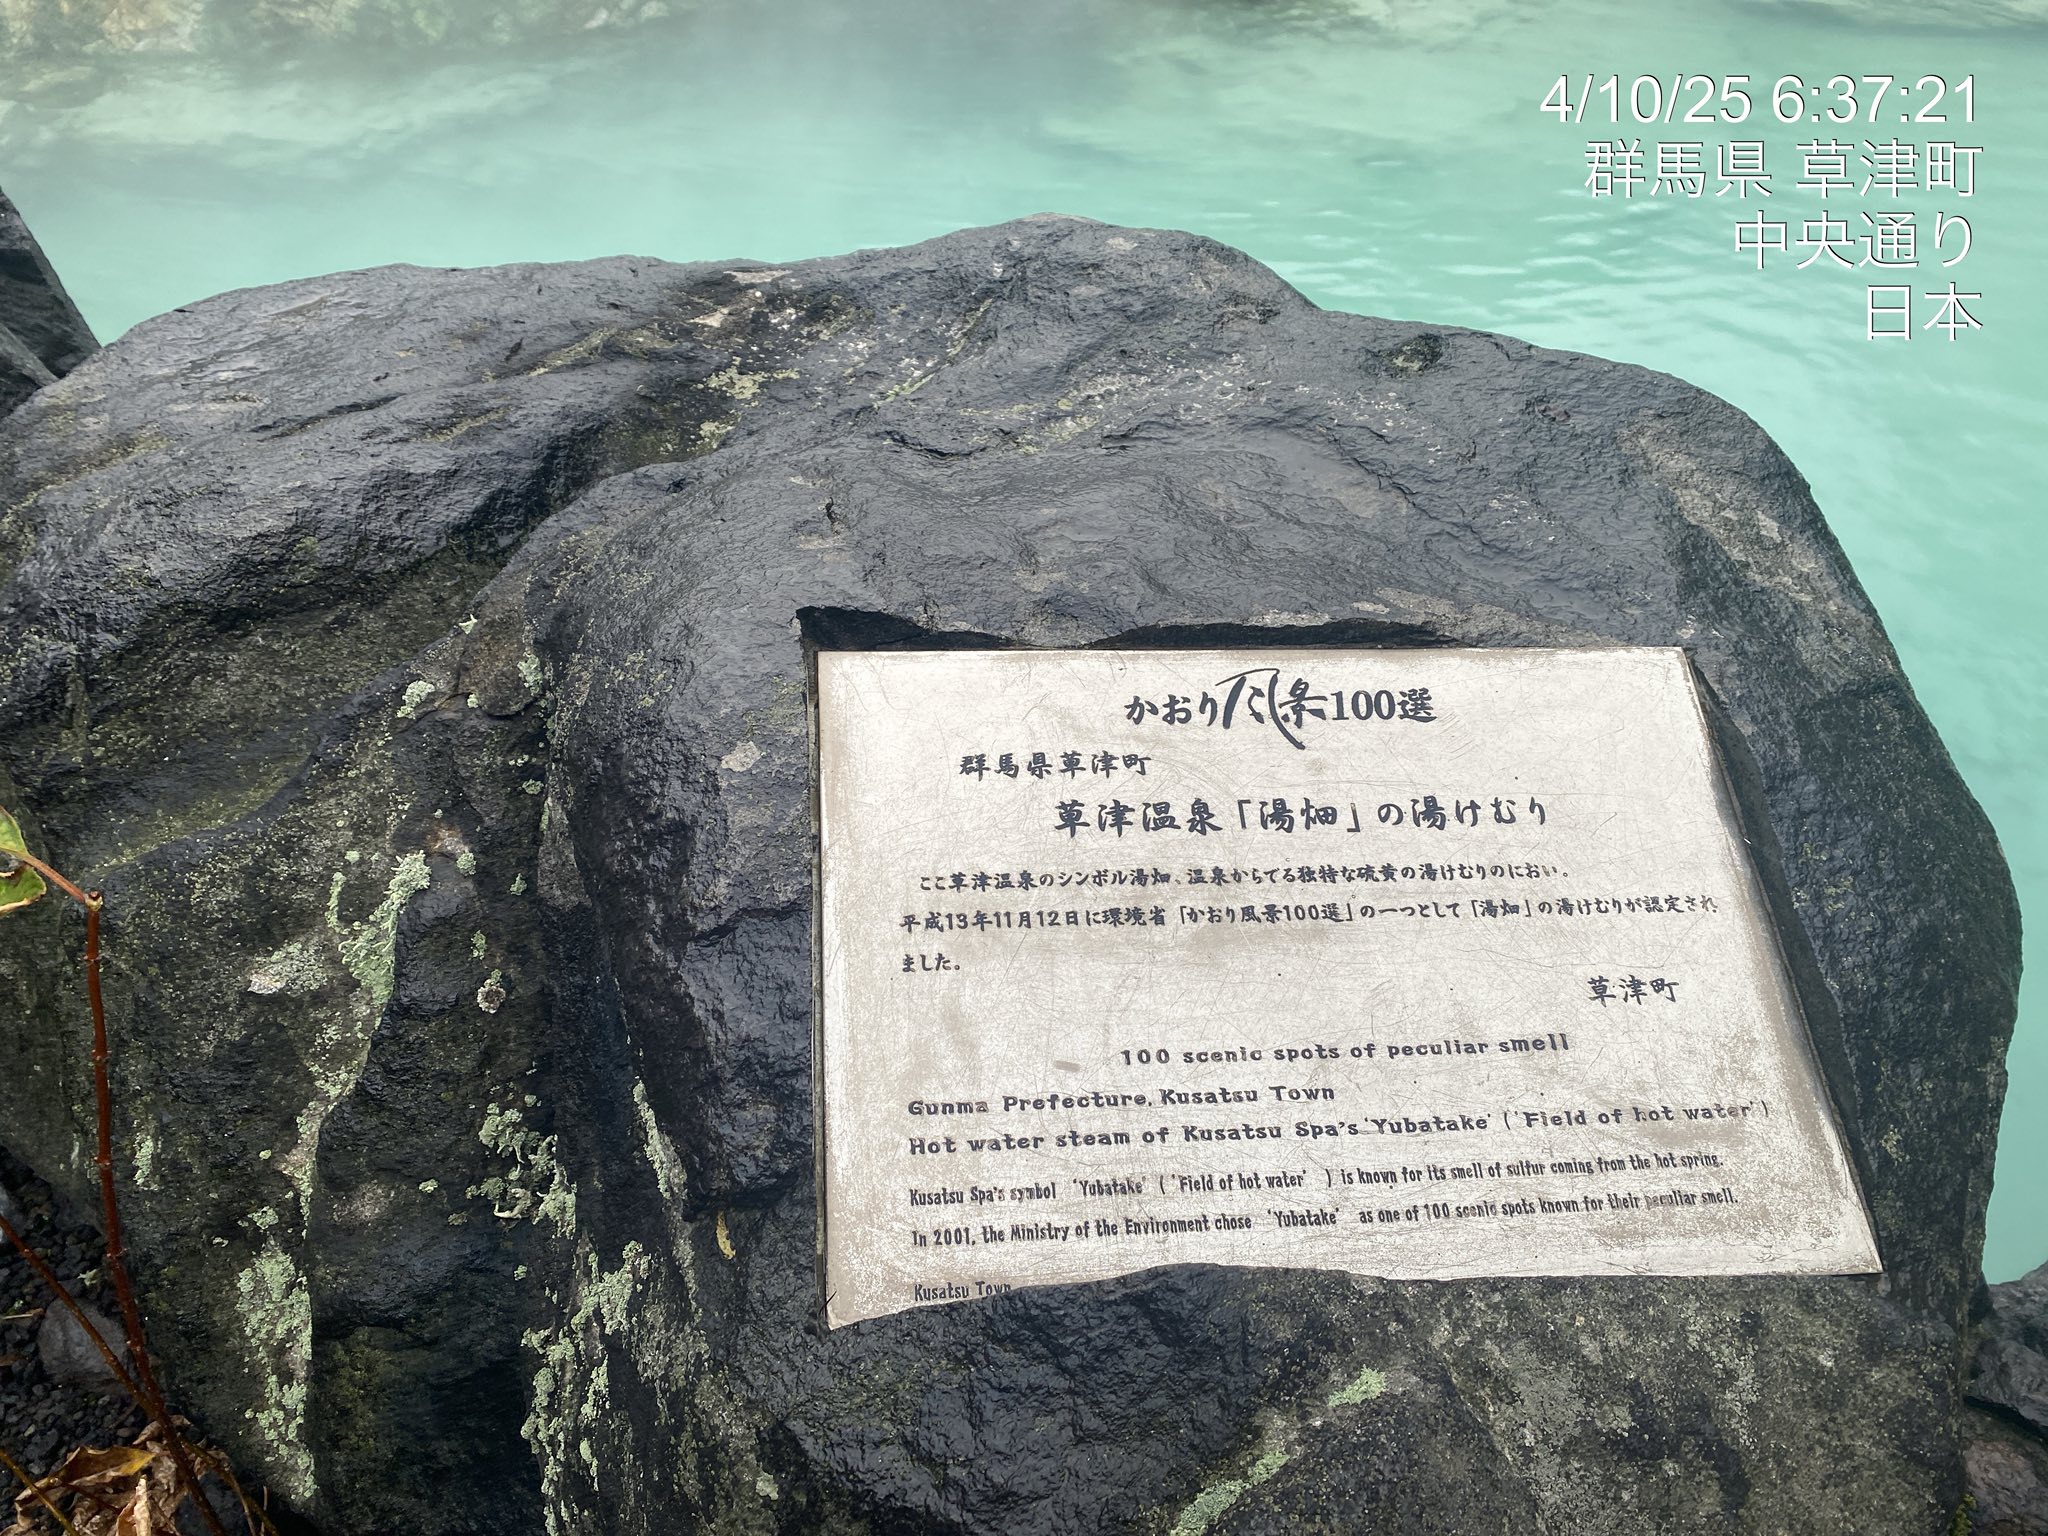 4/10/25 6:37:21
群馬県 草津町
中央通り
日本
かおり風景100選
群馬県草津町
草津温泉「湯畑」の湯けむり
ここ草津温泉のシンボル湯畑、温泉からでる独特な硫黄の湯けむりのにおい。
平成13年11月12日に環境省「かおり風景100選」の一つとして「湯畑」の湯けむりが認定され
ました。
草津町
100 scenic spots of peculiar smell
Gunma Prefecture, Kusatsu Town
Hot water steam of Kusatsu Spa's 'Yubatake' ('Field of hot water')
Kusatsu Spa's symbol 'Yubatake' ('Field of hot water' ) is known for its smell of sulfur coming from the hot spring.
In 2001, the Ministry of the Environment chose 'Yubatake' as one of 100 scenic spots known for their peculiar smell.
Kusatsu Town